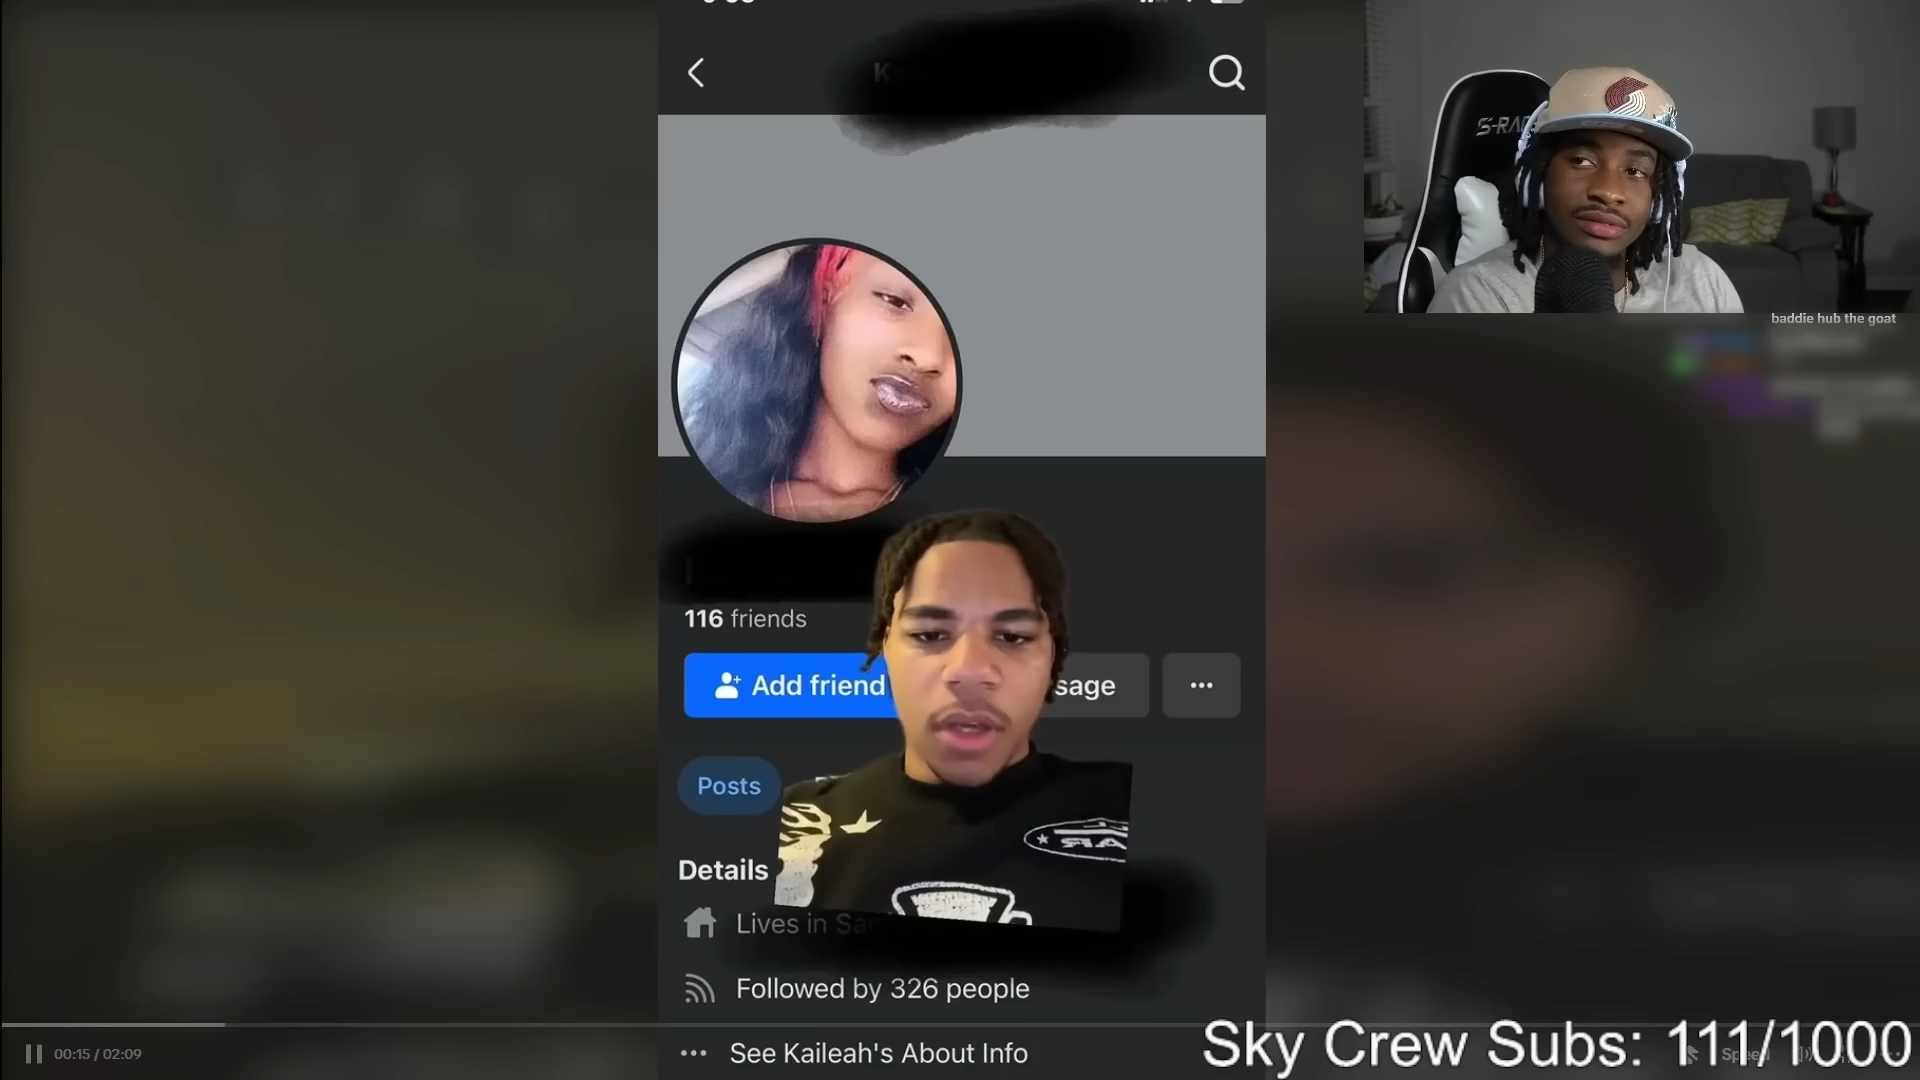 baddie hub the goat
116 friends
Add friend
sage
Posts
Details
Lives in
Followed by 326 people
See Kaileah's About Info
00:15 / 02:09
Sky Crew Subs: 111/1000